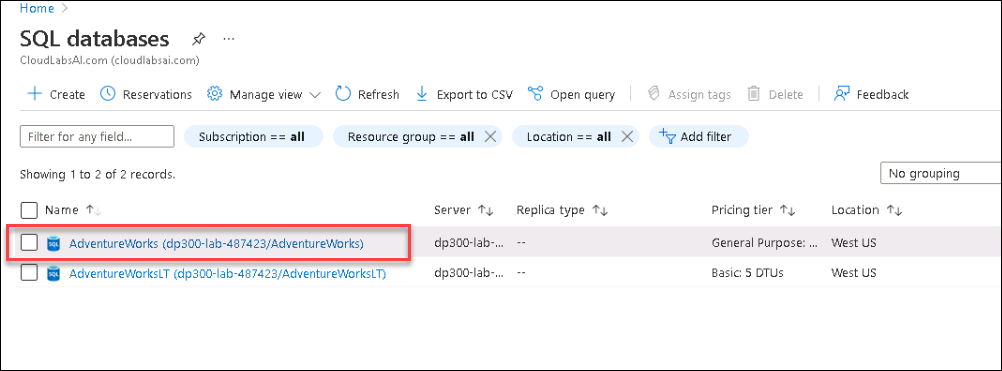 Home >
SQL databases ...
CloudLabsAI.com (cloudlabsai.com)
Create Reservations Manage view Refresh Export to CSV Open query Assign tags Delete Feedback
Filter for any field... Subscription == all Resource group == all Location == all Add filter
Showing 1 to 2 of 2 records.
No grouping
Name Server Replica type Pricing tier Location
SQL AdventureWorks (dp300-lab-487423/AdventureWorks) dp300-lab-... -- General Purpose: ... West US
SQL AdventureWorksLT (dp300-lab-487423/AdventureWorksLT) dp300-lab-... -- Basic: 5 DTUs West US